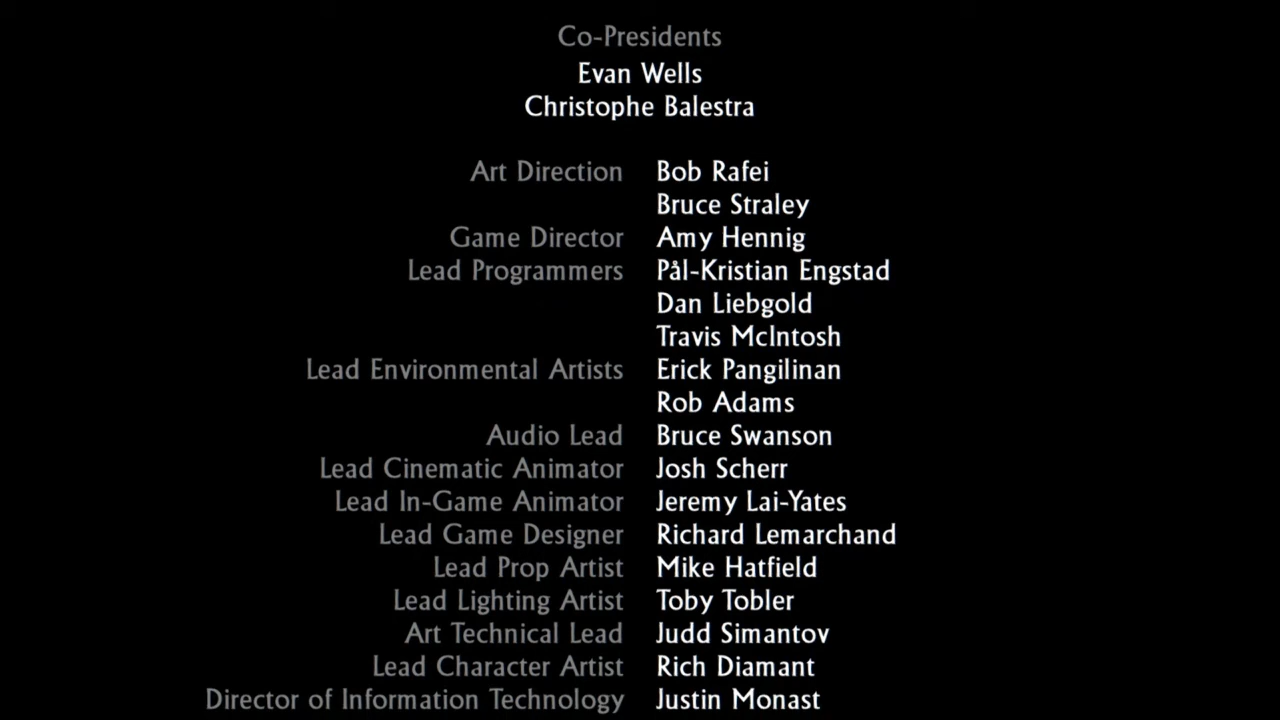 Co-Presidents
Evan Wells
Christophe Balestra
Art Direction Bob Rafei
Bruce Straley
Game Director Amy Hennig
Lead Programmers Pål-Kristian Engstad
Dan Liebgold
Travis McIntosh
Lead Environmental Artists Erick Pangilinan
Rob Adams
Audio Lead Bruce Swanson
Lead Cinematic Animator Josh Scherr
Lead In-Game Animator Jeremy Lai-Yates
Lead Game Designer Richard Lemarchand
Lead Prop Artist Mike Hatfield
Lead Lighting Artist Toby Tobler
Art Technical Lead Judd Simantov
Lead Character Artist Rich Diamant
Director of Information Technology Justin Monast